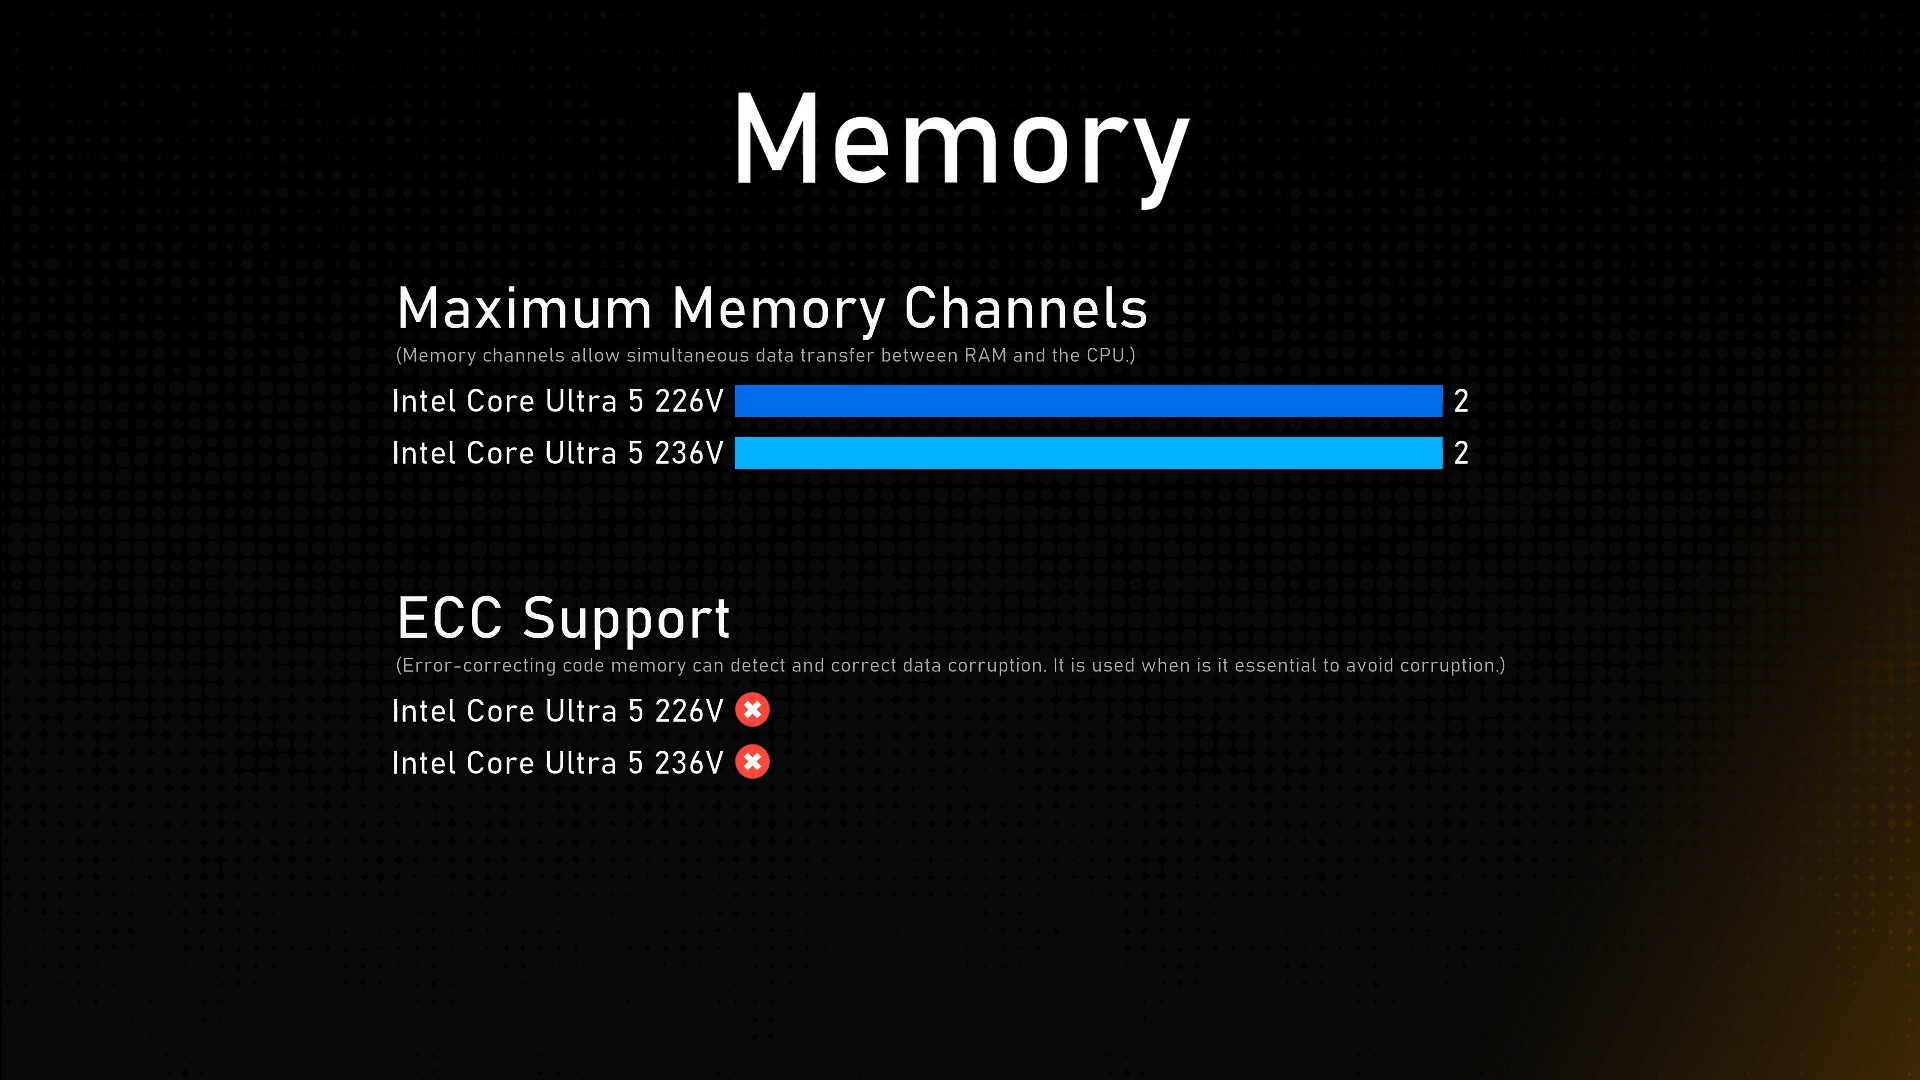 Memory
Maximum Memory Channels
(Memory channels allow simultaneous data transfer between RAM and the CPU.)
Intel Core Ultra 5 226V 2
Intel Core Ultra 5 236V 2
ECC Support
(Error-correcting code memory can detect and correct data corruption. It is used when is it essential to avoid corruption.)
Intel Core Ultra 5 226V
Intel Core Ultra 5 236V